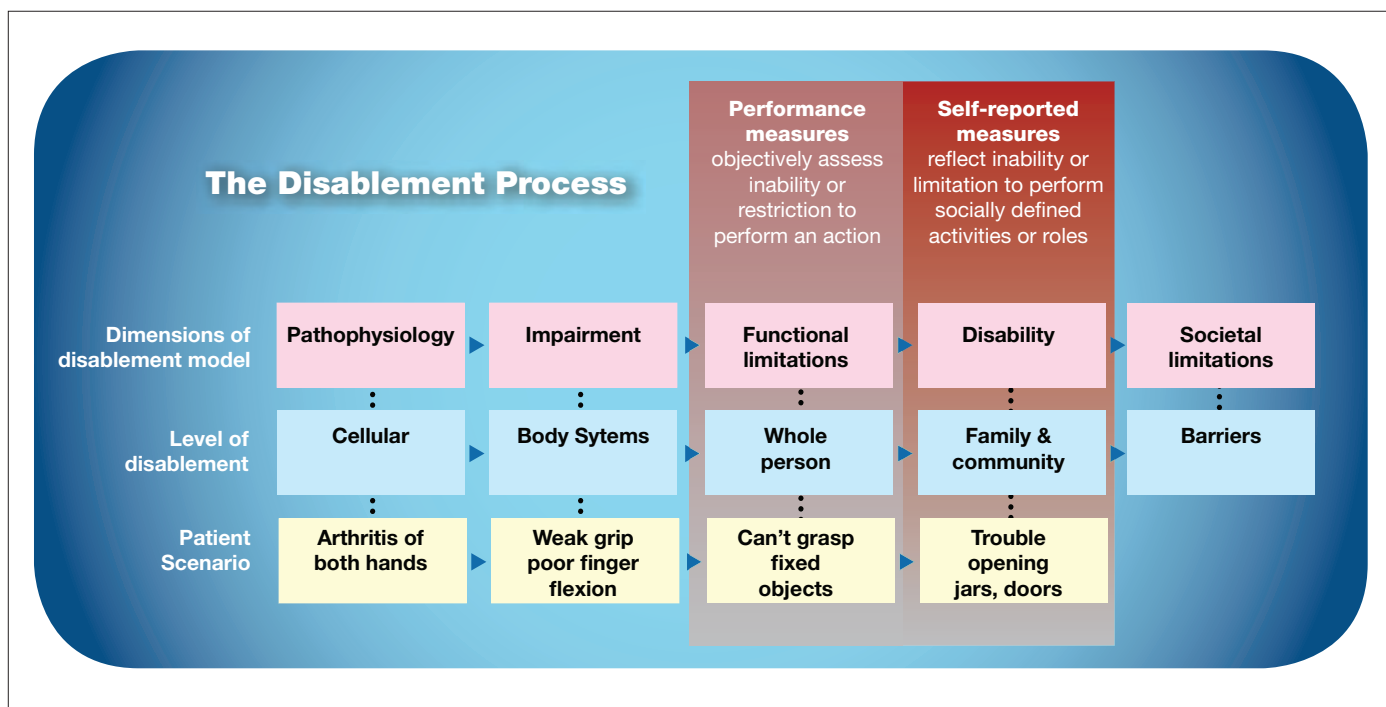 The Disablement Process
Performance
measures
objectively assess
inability or
restriction to
perform an action
Self-reported
measures
reflect inability or
limitation to perform
socially defined
activities or roles
Dimensions of
disablement model
Pathophysiology
Impairment
Functional
limitations
Disability
Societal
limitations
Level of
disablement
Cellular
Body Sytems
Whole
person
Family &
community
Barriers
Patient
Scenario
Arthritis of
both hands
Weak grip
poor finger
flexion
Can’t grasp
fixed
objects
Trouble
opening
jars, doors